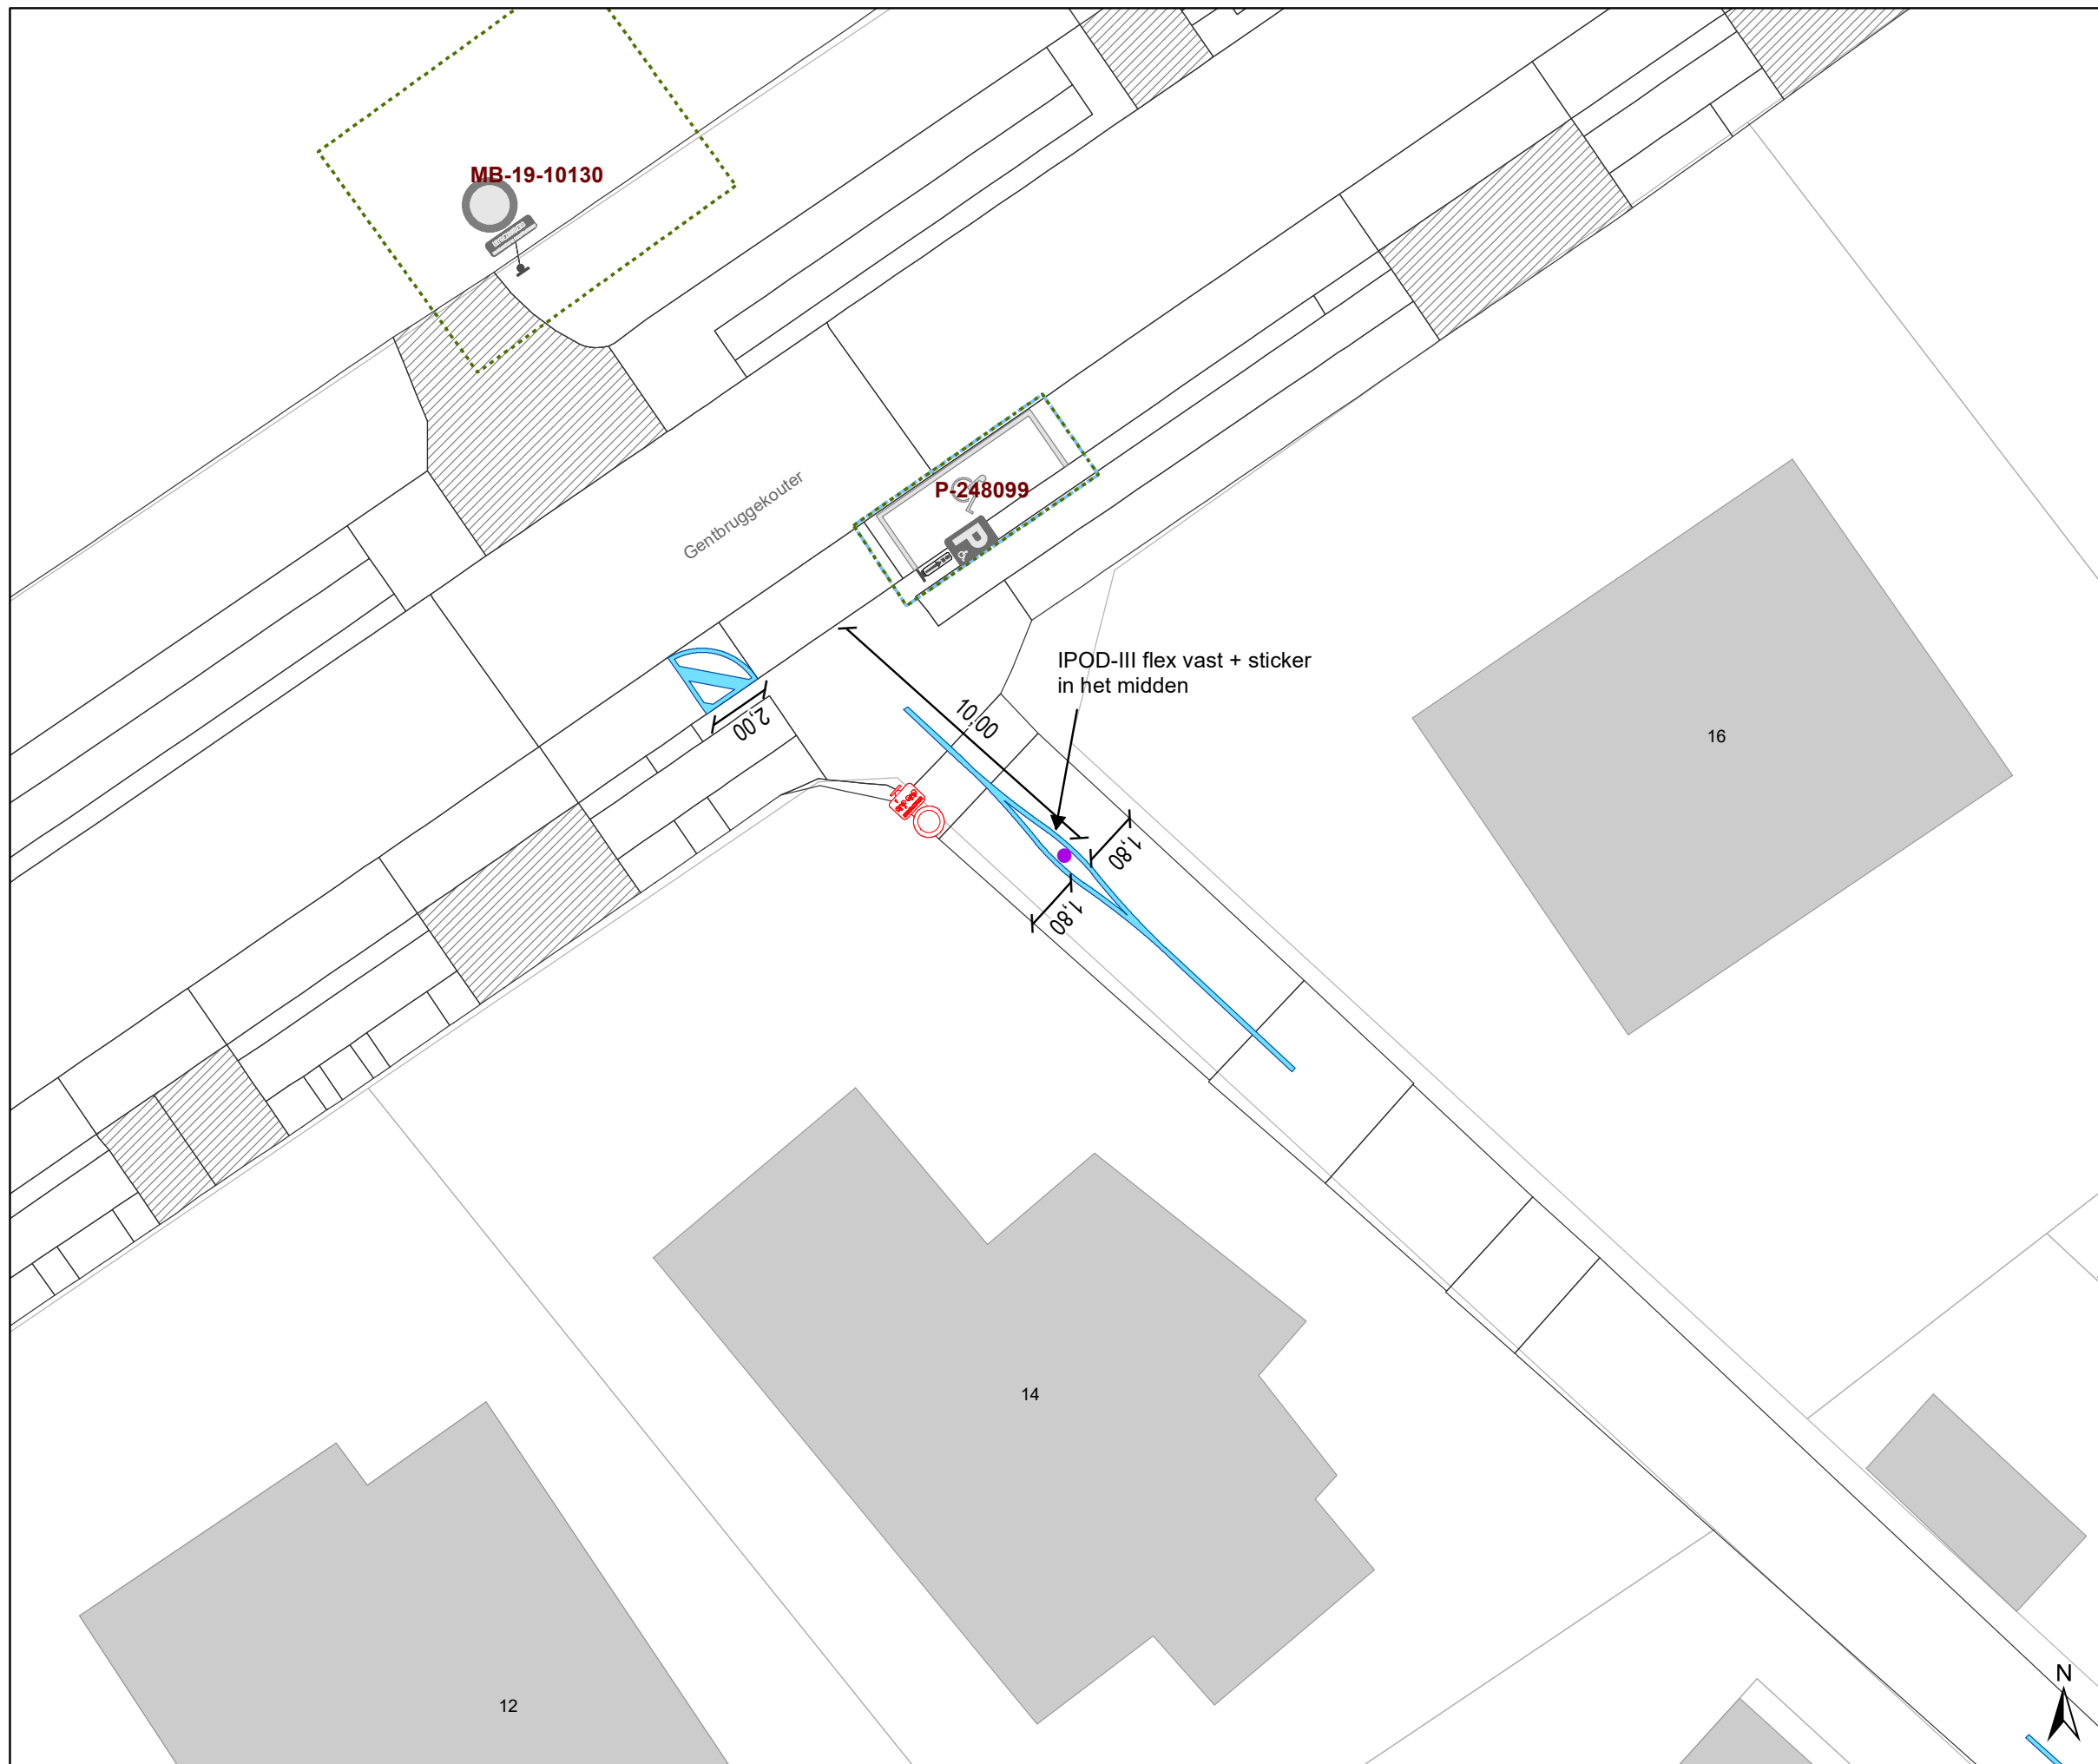 MB-19-10130
Gentbruggekouter
P-248099
P
IPOD-III flex vast + sticker
in het midden
10,00
2,00
1,80
1,80
16
14
12
N